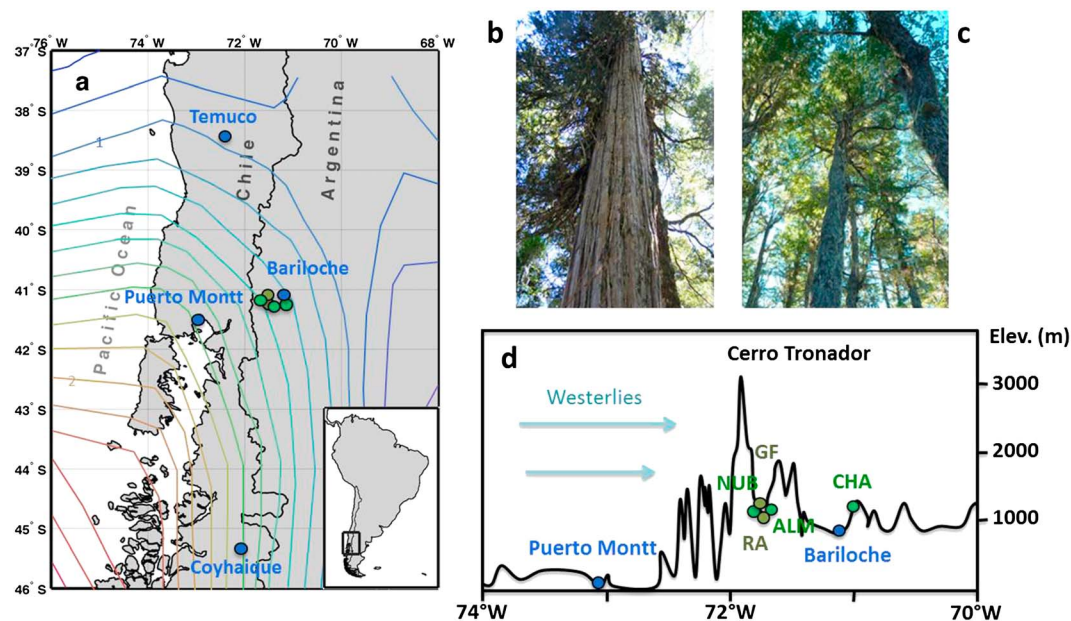 76° W
74° W
72° W
70° W
68° W
37° S
38° S
39° S
40° S
41° S
42° S
43° S
44° S
45° S
46° S
a
Temuco
1
Chile
Argentina
Pacific Ocean
Bariloche
Puerto Montt
2
Coyhaique
b
c
d
Elev. (m)
Cerro Tronador
3000
Westerlies
2000
GF
NUB
CHA
1000
ALM
RA
Puerto Montt
Bariloche
74°W
72°W
70°W